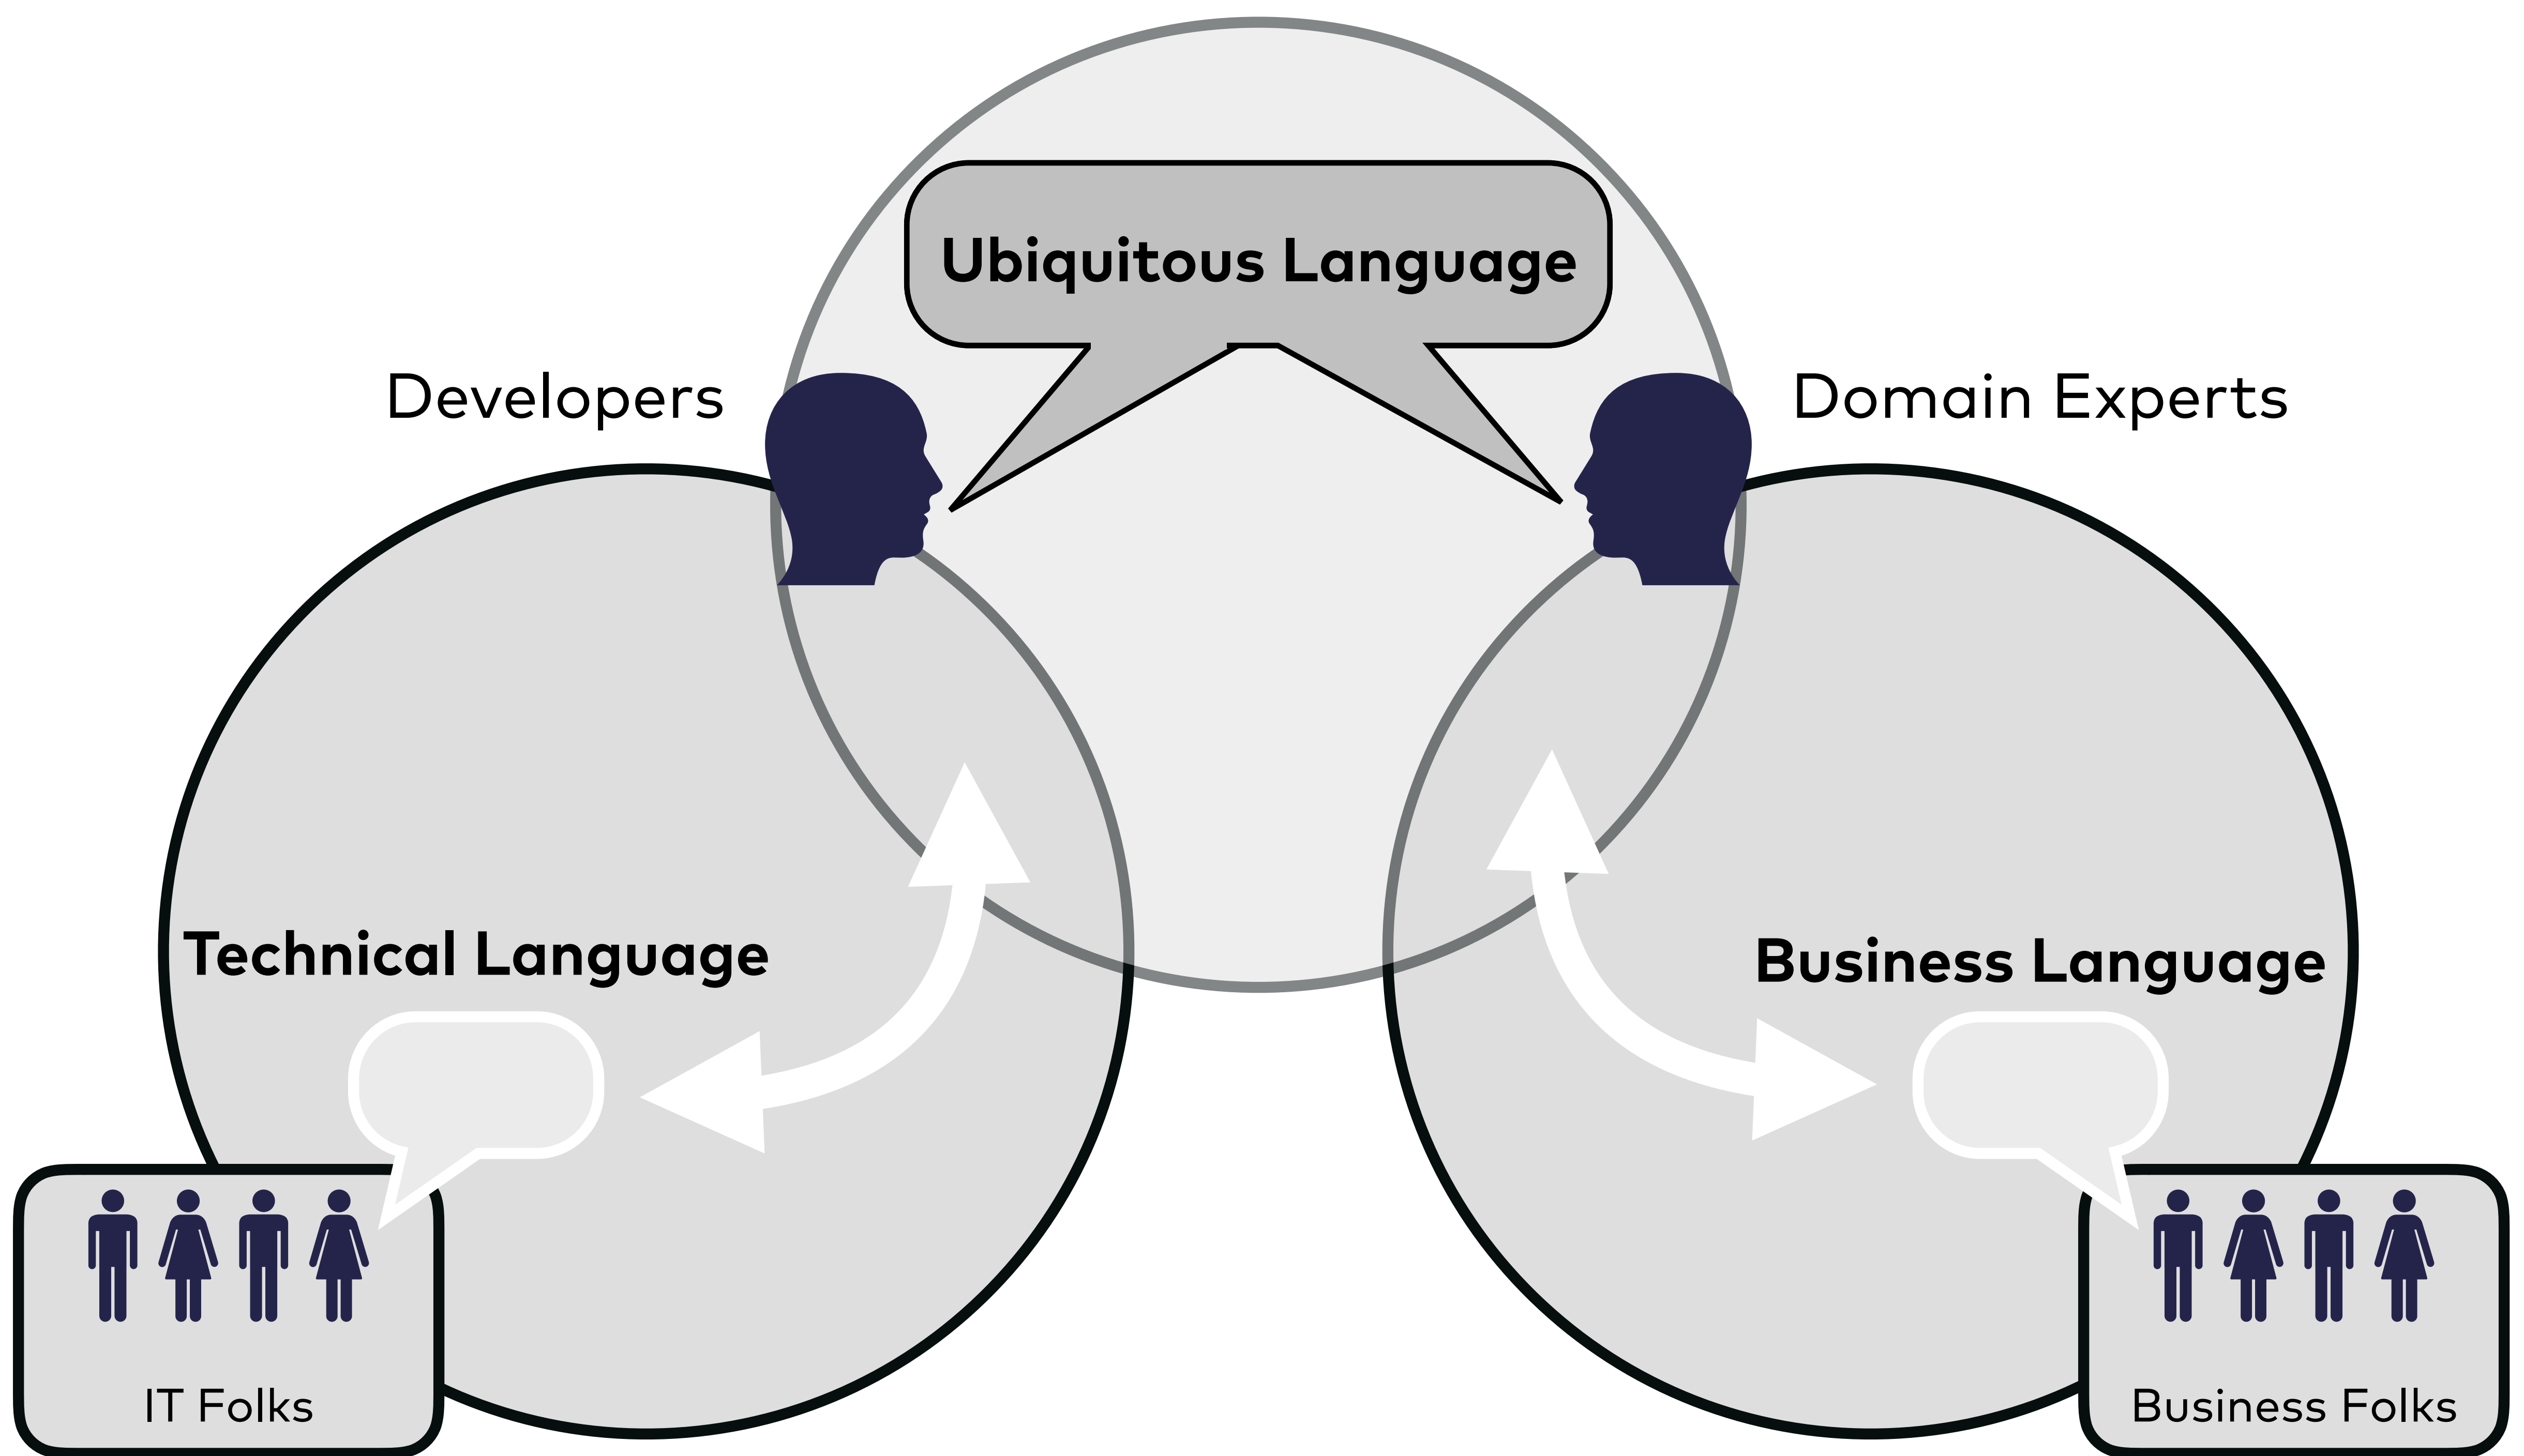 Ubiquitous Language
Developers
Domain Experts
Technical Language
Business Language
IT Folks
Business Folks